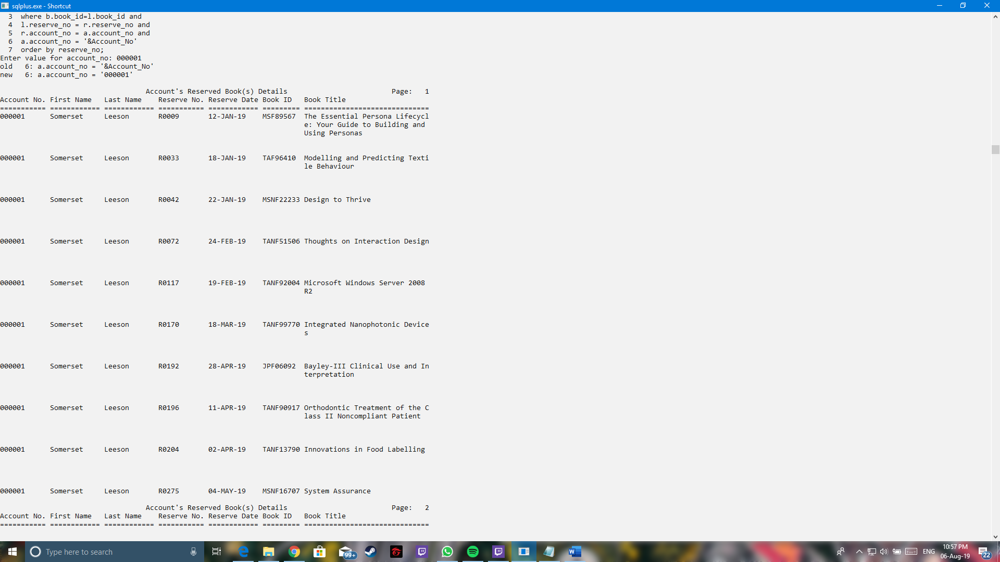 sqlplus.exe - Shortcut
  3  where b.book_id=l.book_id and
  4  l.reserve_no = r.reserve_no and
  5  r.account_no = a.account_no and
  6  a.account_no = '&Account_No'
  7  order by reserve_no;
Enter value for account_no: 000001
old   6: a.account_no = '&Account_No'
new   6: a.account_no = '000001'
Account's Reserved Book(s) Details                         Page:   1
Account No. First Name   Last Name    Reserve No. Reserve Date Book ID   Book Title
=========== ============ ============ =========== ============ ========= ==============================
000001      Somerset     Leeson       R0009       12-JAN-19    MSF89567  The Essential Persona Lifecycl
e: Your Guide to Building and
Using Personas
000001      Somerset     Leeson       R0033       18-JAN-19    TAF96410  Modelling and Predicting Texti
le Behaviour
000001      Somerset     Leeson       R0042       22-JAN-19    MSNF22233 Design to Thrive
000001      Somerset     Leeson       R0072       24-FEB-19    TANF51506 Thoughts on Interaction Design
000001      Somerset     Leeson       R0117       19-FEB-19    TANF92004 Microsoft Windows Server 2008
R2
000001      Somerset     Leeson       R0170       18-MAR-19    TANF99770 Integrated Nanophotonic Device
s
000001      Somerset     Leeson       R0192       28-APR-19    JPF06092  Bayley-III Clinical Use and In
terpretation
000001      Somerset     Leeson       R0196       11-APR-19    TANF90917 Orthodontic Treatment of the C
lass II Noncompliant Patient
000001      Somerset     Leeson       R0204       02-APR-19    TANF13790 Innovations in Food Labelling
000001      Somerset     Leeson       R0275       04-MAY-19    MSNF16707 System Assurance
Account's Reserved Book(s) Details                         Page:   2
Account No. First Name   Last Name    Reserve No. Reserve Date Book ID   Book Title
=========== ============ ============ =========== ============ ========= ==============================
Type here to search
99+
ENG
10:57 PM
06-Aug-19
22